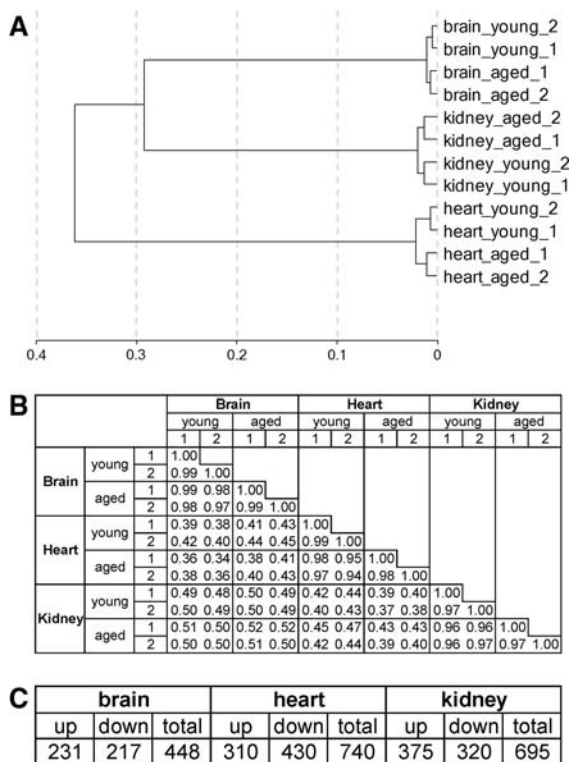 A
brain_young_2
brain_young_1
brain_aged_1
brain_aged_2
kidney_aged_2
kidney_aged_1
kidney_young_2
kidney_young_1
heart_young_2
heart_young_1
heart_aged_1
heart_aged_2
0.4 0.3 0.2 0.1 0
B
Brain Heart Kidney
young aged young aged young aged
1 2 1 2 1 2 1 2 1 2 1 2
Brain young 1 1.00
2 0.99 1.00
aged 1 0.99 0.98 1.00
2 0.98 0.97 0.99 1.00
Heart young 1 0.39 0.38 0.41 0.43 1.00
2 0.42 0.40 0.44 0.45 0.99 1.00
aged 1 0.36 0.34 0.38 0.41 0.98 0.95 1.00
2 0.38 0.36 0.40 0.43 0.97 0.94 0.98 1.00
Kidney young 1 0.49 0.48 0.50 0.49 0.42 0.44 0.39 0.40 1.00
2 0.50 0.49 0.50 0.49 0.40 0.43 0.37 0.38 0.97 1.00
aged 1 0.51 0.50 0.52 0.52 0.45 0.47 0.43 0.43 0.96 0.96 1.00
2 0.50 0.50 0.51 0.50 0.42 0.44 0.39 0.40 0.96 0.97 0.97 1.00
C
brain heart kidney
up down total up down total up down total
231 217 448 310 430 740 375 320 695